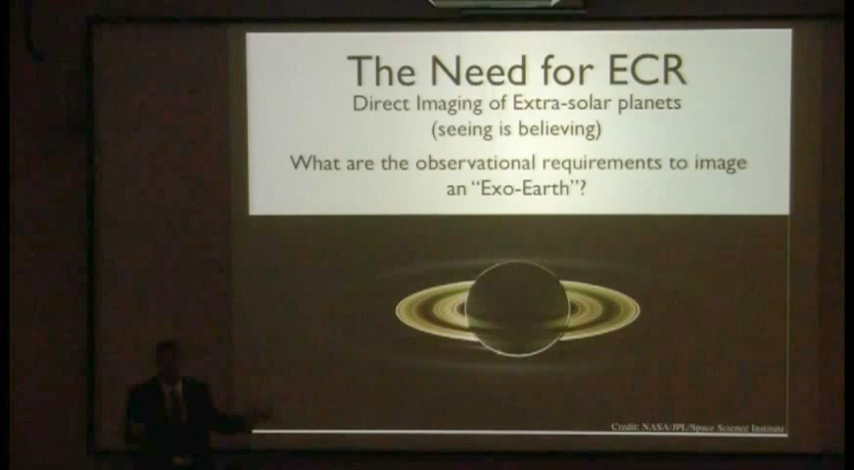 The Need for ECR
Direct Imaging of Extra-solar planets
(seeing is believing)
What are the observational requirements to image
an “Exo-Earth”?
Credit: NASA/JPL/Space Science Institute